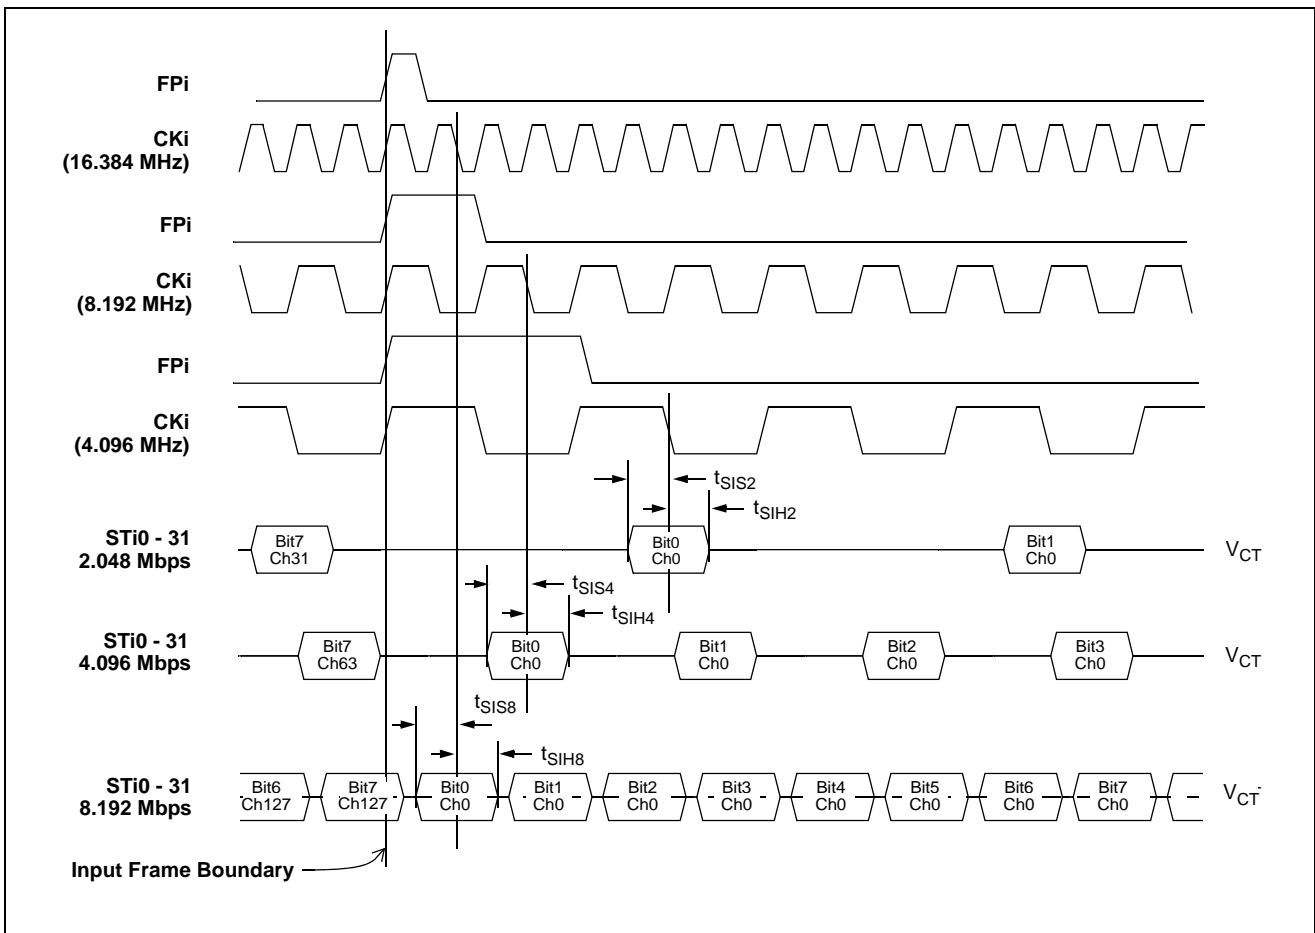 FPi
CKi
(16.384 MHz)
FPi
CKi
(8.192 MHz)
FPi
CKi
(4.096 MHz)
tSIS2
tSIH2
STi0 - 31
2.048 Mbps
Bit7
Ch31
Bit0
Ch0
Bit1
Ch0
VCT
tSIS4
tSIH4
STi0 - 31
4.096 Mbps
Bit7
Ch63
Bit0
Ch0
Bit1
Ch0
Bit2
Ch0
Bit3
Ch0
VCT
tSIS8
tSIH8
STi0 - 31
8.192 Mbps
Bit6
Ch127
Bit7
Ch127
Bit0
Ch0
Bit1
Ch0
Bit2
Ch0
Bit3
Ch0
Bit4
Ch0
Bit5
Ch0
Bit6
Ch0
Bit7
Ch0
VCT
Input Frame Boundary